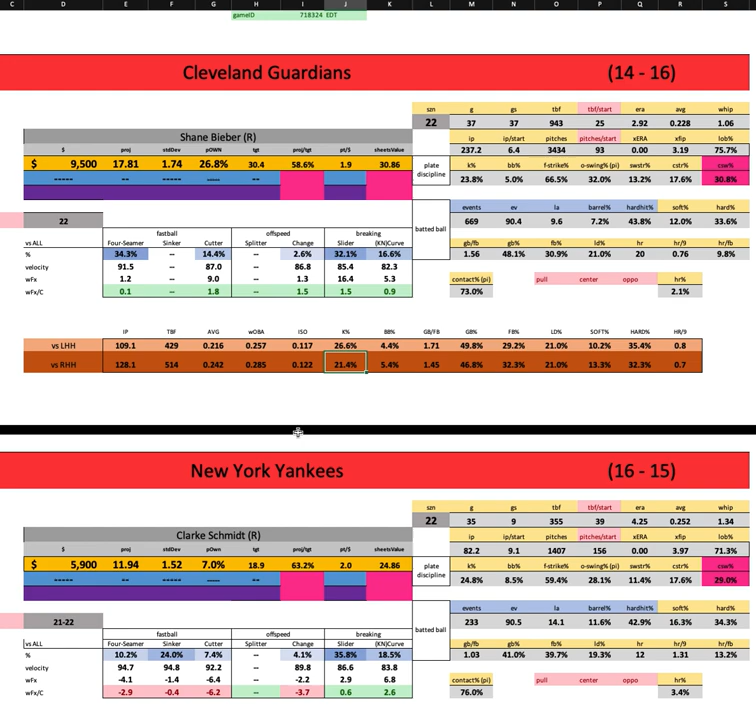 C D E F G H I J K L M N O P Q R S
gameID 718324 EDT
Cleveland Guardians (14 - 16)
szn g gs tbf tbf/start era avg whip
22 37 37 943 25 2.92 0.228 1.06
Shane Bieber (R) ip ip/start pitches pitches/start xERA xfip lob%
237.2 6.4 3434 93 0.00 3.19 75.7%
$ proj stdDev pOWN tgt proj/tgt pt/$ sheetsValue
$ 9,500 17.81 1.74 26.8% 30.4 58.6% 1.9 30.86
plate discipline k% bb% f-strike% o-swing% (pi) swstr% cstr% csw%
----- -- -- ---- --
23.8% 5.0% 66.5% 32.0% 13.2% 17.6% 30.8%
batted ball events ev la barrel% hardhit% soft% hard%
22 669 90.4 9.6 7.2% 43.8% 12.0% 33.6%
fastball offspeed breaking
vsALL Four-Seamer Sinker Cutter Splitter Change Slider (KN)Curve gb/fb gb% fb% ld% hr hr/9 hr/fb
% 34.3% -- 14.4% -- 2.6% 32.1% 16.6% 1.56 48.1% 30.9% 21.0% 20 0.76 9.8%
velocity 91.5 -- 87.0 -- 86.8 85.4 82.3
wFx 1.2 -- 9.0 -- 1.3 16.4 5.3 contact% (pi) pull center oppo hr%
wFx/C 0.1 -- 1.8 -- 1.5 1.5 0.9 73.0% 2.1%
IP TBF AVG wOBA ISO K% BB% GB/FB GB% FB% LD% SOFT% HARD% HR/9
vs LHH 109.1 429 0.216 0.257 0.117 26.6% 4.4% 1.71 49.8% 29.2% 21.0% 10.2% 35.4% 0.8
vs RHH 128.1 514 0.242 0.285 0.122 21.4% 5.4% 1.45 46.8% 32.3% 21.0% 13.3% 32.3% 0.7
New York Yankees (16 - 15)
szn g gs tbf tbf/start era avg whip
22 35 9 355 39 4.25 0.252 1.34
Clarke Schmidt (R) ip ip/start pitches pitches/start xERA xfip lob%
82.2 9.1 1407 156 0.00 3.97 71.3%
$ proj stdDev pOwn tgt proj/tgt pt/$ sheetsValue
$ 5,900 11.94 1.52 7.0% 18.9 63.2% 2.0 24.86
plate discipline k% bb% f-strike% o-swing% (pi) swstr% cstr% csw%
----- -- -- ---- --
24.8% 8.5% 59.4% 28.1% 11.4% 17.6% 29.0%
batted ball events ev la barrel% hardhit% soft% hard%
21-22 233 90.5 14.1 11.6% 42.9% 16.3% 34.3%
fastball offspeed breaking
vsALL Four-Seamer Sinker Cutter Splitter Change Slider (KN)Curve gb/fb gb% fb% ld% hr hr/9 hr/fb
% 10.2% 24.0% 7.4% -- 4.1% 35.8% 18.5% 1.03 41.0% 39.7% 19.3% 12 1.31 13.2%
velocity 94.7 94.8 92.2 -- 89.8 86.6 83.8
wFx -4.1 -1.4 -6.4 -- -2.2 2.9 6.8 contact% (pi) pull center oppo hr%
wFx/C -2.9 -0.4 -6.2 -- -3.7 0.6 2.6 76.0% 3.4%